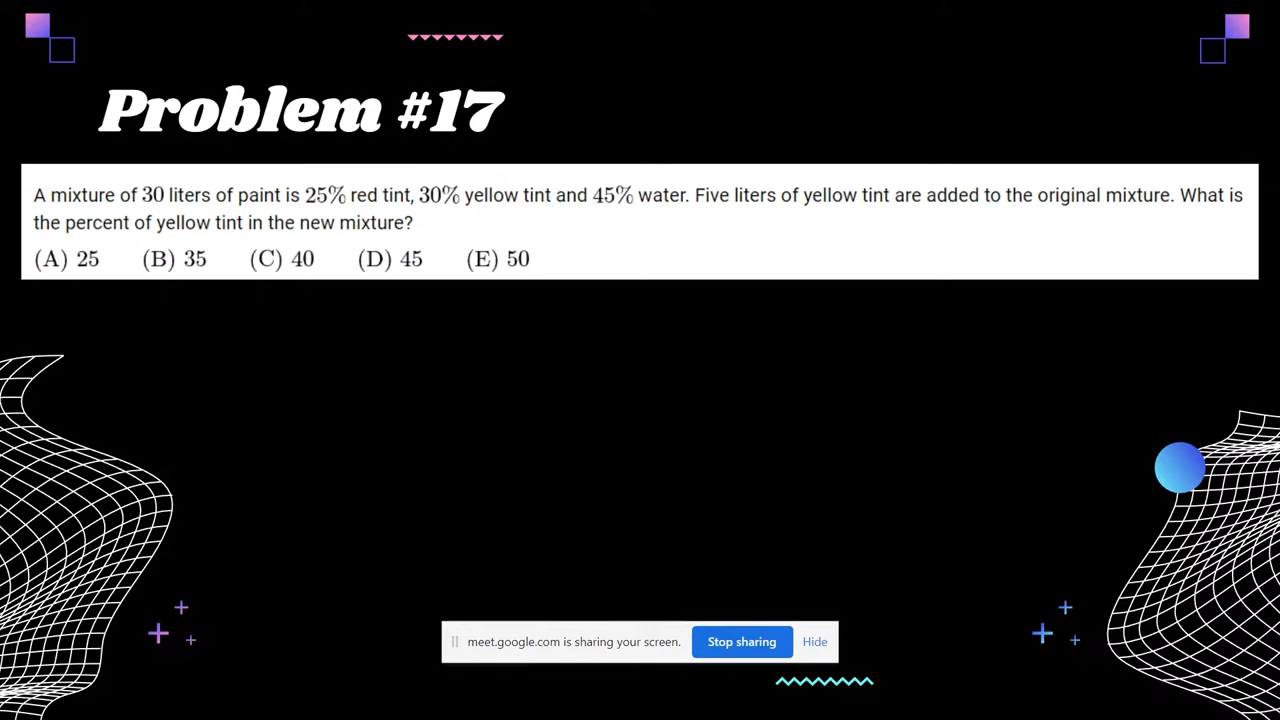 Problem #17
A mixture of 30 liters of paint is 25% red tint, 30% yellow tint and 45% water. Five liters of yellow tint are added to the original mixture. What is
the percent of yellow tint in the new mixture?
(A) 25 (B) 35 (C) 40 (D) 45 (E) 50
meet.google.com is sharing your screen. Stop sharing Hide